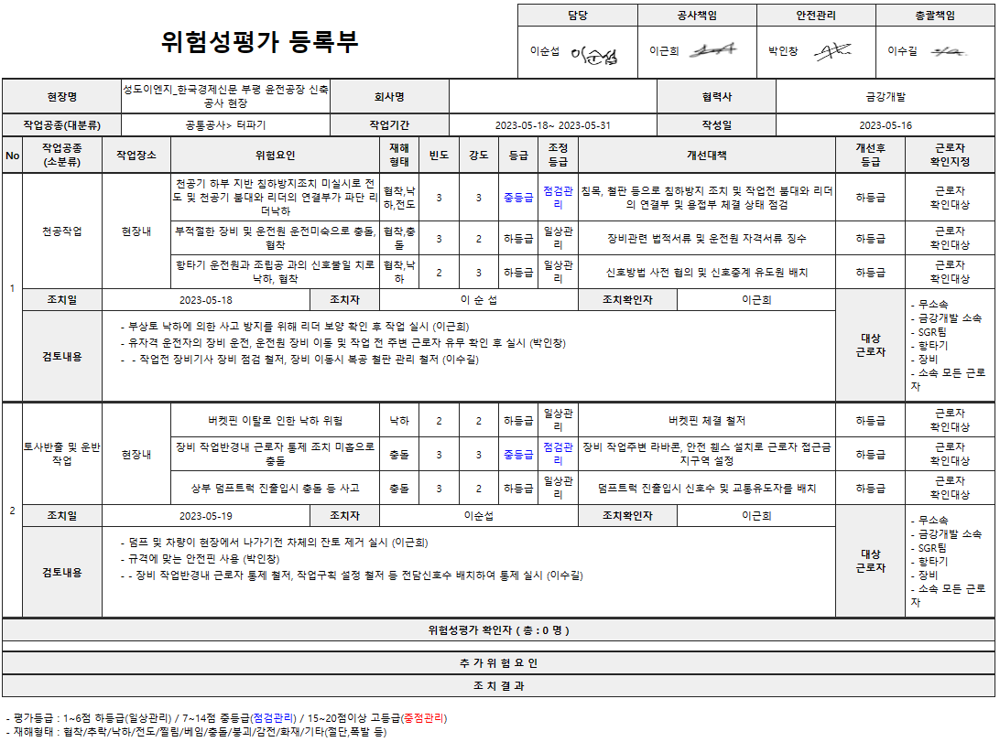 위험성평가 등록부
담당 공사책임 안전관리 총괄책임
이순섭 이순섭 이근희 박인창 이수길
현장명 성도이엔지_한국경제신문 부평 윤전공장 신축
공사 현장 회사명 협력사 금강개발
작업공종(대분류) 공통공사> 터파기 작업기간 2023-05-18~ 2023-05-31 작성일 2023-05-16
No 작업공종
(소분류) 작업장소 위험요인 재해
형태 빈도 강도 등급 조정
등급 개선대책 개선후
등급 근로자
확인지정
1
천공작업
현장내
천공기 하부 지반 침하방지조치 미실시로 전
도 및 천공기 붐대와 리더의 연결부가 파단 리
더낙하
협착,낙
하,전도
3 3 중등급 점검관
리
침목, 철판 등으로 침하방지 조치 및 작업전 붐대와 리더
의 연결부 및 용접부 체결 상태 점검
하등급 근로자
확인대상
부적절한 장비 및 운전원 운전미숙으로 충돌,
협착
협착,충
돌
3 2 하등급 일상관
리
장비관련 법적서류 및 운전원 자격서류 징수
하등급 근로자
확인대상
항타기 운전원과 조립공 과의 신호불일 치로
낙하, 협착
협착,낙
하
2 3 하등급 일상관
리
신호방법 사전 협의 및 신호중계 유도원 배치
하등급 근로자
확인대상
조치일 2023-05-18 조치자 이 순 섭 조치확인자 이근희
검토내용
- 부상토 낙하에 의한 사고 방지를 위해 리더 보양 확인 후 작업 실시 (이근희)
- 유자격 운전자의 장비 운전, 운전원 장비 이동 및 작업 전 주변 근로자 유무 확인 후 실시 (박인창)
- - 작업전 장비기사 장비 점검 철저, 장비 이동시 복공 철판 관리 철저 (이수길)
대상
근로자
- 무소속
- 금강개발 소속
- SGR팀
- 항타기
- 장비
- 소속 모든 근로
자
2
토사반출 및 운반
작업
현장내
버켓핀 이탈로 인한 낙하 위험
낙하 2 2 하등급 일상관
리
버켓핀 체결 철저
하등급 근로자
확인대상
장비 작업반경내 근로자 통제 조치 미흡으로
충돌
충돌 3 3 중등급 점검관
리
장비 작업주변 라바콘, 안전 휀스 설치로 근로자 접근금
지구역 설정
하등급 근로자
확인대상
상부 덤프트럭 진출입시 충돌 등 사고
충돌 3 2 하등급 일상관
리
덤프트럭 진출입시 신호수 및 교통유도자를 배치
하등급 근로자
확인대상
조치일 2023-05-19 조치자 이순섭 조치확인자 이근희
검토내용
- 덤프 및 차량이 현장에서 나가기전 차체의 잔토 제거 실시 (이근희)
- 규격에 맞는 안전핀 사용 (박인창)
- - 장비 작업반경내 근로자 통제 철저, 작업구획 설정 철저 등 전담신호수 배치하여 통제 실시 (이수길)
대상
근로자
- 무소속
- 금강개발 소속
- SGR팀
- 항타기
- 장비
- 소속 모든 근로
자
위험성평가 확인자 ( 총 : 0 명 )
추 가 위 험 요 인
조 치 결 과
- 평가등급 : 1~6점 하등급(일상관리) / 7~14점 중등급(점검관리) / 15~20점이상 고등급(중점관리)
- 재해형태 : 협착/추락/낙하/전도/찔림/베임/충돌/붕괴/감전/화재/기타(절단,폭발 등)